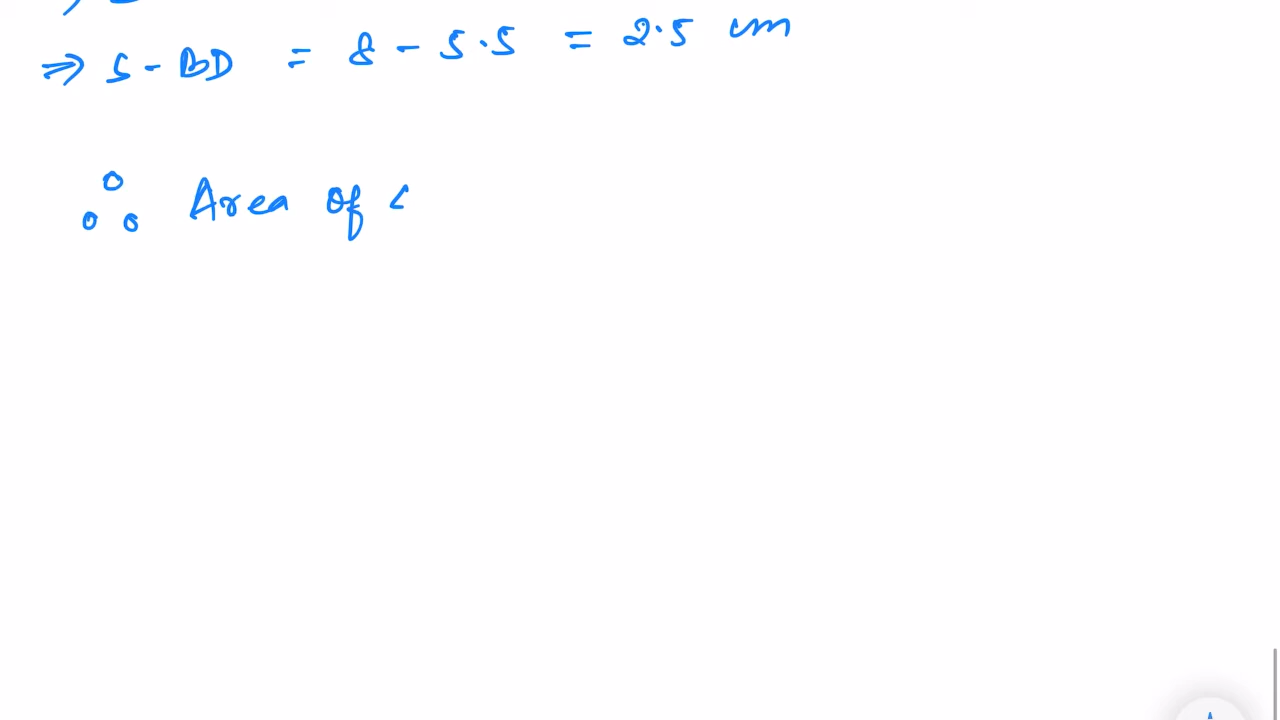 ⇒ S - BD = 8 - 5.5 = 2.5 cm
∴ Area of